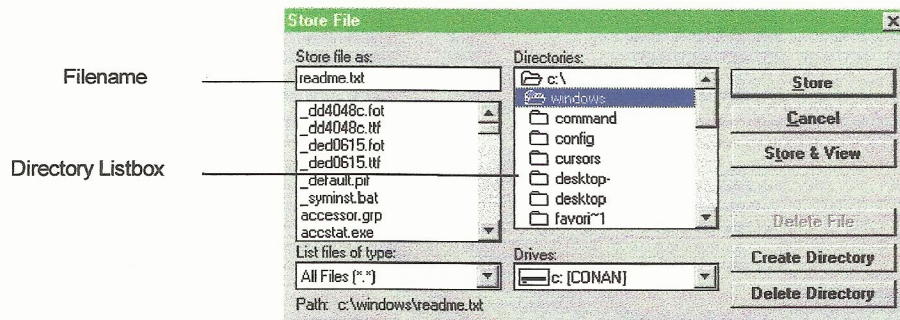 Store File
Filename
Directory Listbox
Store file as:
readme.txt
_dd4048c.fot
_dd4048c.ttf
_ded0615.fot
_ded0615.ttf
_default.pif
_syminst.bat
accessor.grp
accstat.exe
List files of type:
All Files (*.*)
Path: c:\windows\readme.txt
Directories:
c:\
windows
command
config
cursors
desktop-
desktop
favori~1
Drives:
c: [CONAN]
Store
Cancel
Store & View
Delete File
Create Directory
Delete Directory